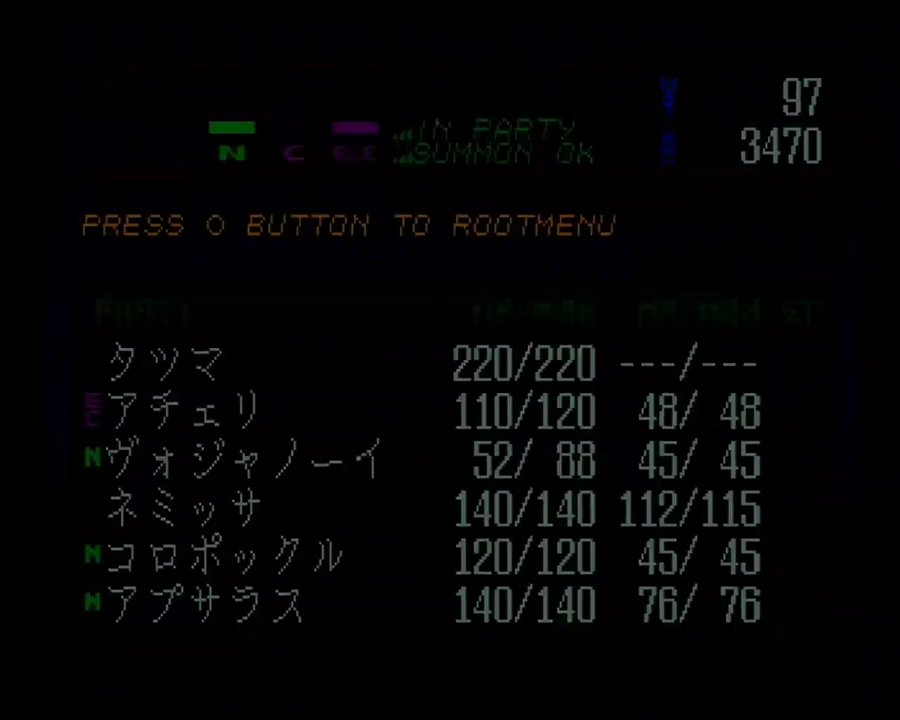 97
IN PARTY
N C
SUMMON OK
3470
PRESS O BUTTON TO ROOTMENU
PARTY
タツマ 220/220 ---/---
アチェリ 110/120 48/ 48
N ヴォジャノーイ 52/ 88 45/ 45
ネミッサ 140/140 112/115
N コロポックル 120/120 45/ 45
N アプサラス 140/140 76/ 76